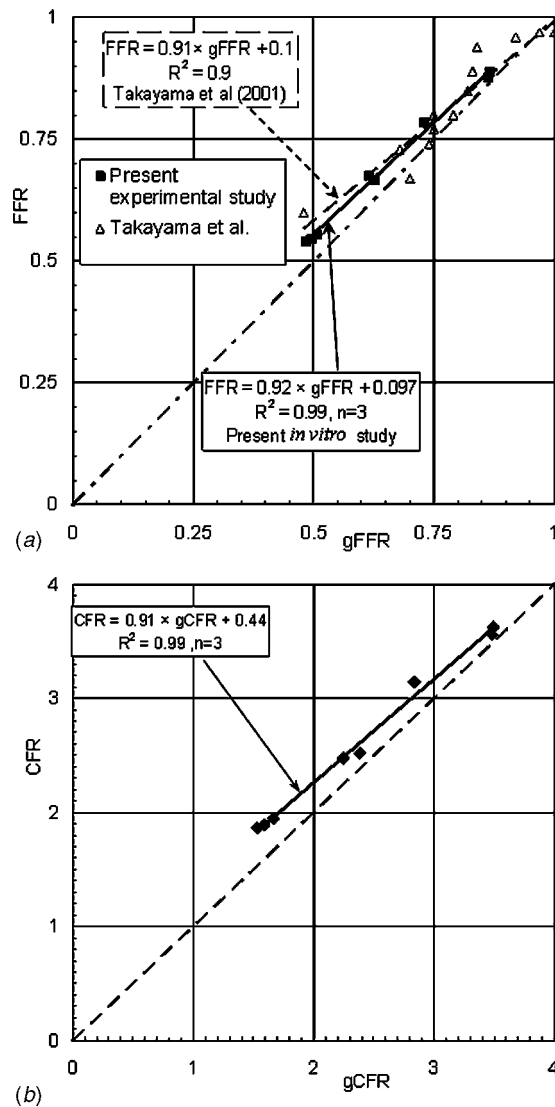 1
FFR = 0.91 × gFFR + 0.1
R² = 0.9
Takayama et al (2001)
0.75
■ Present
experimental study
△ Takayama et al.
FFR
0.5
FFR = 0.92 × gFFR + 0.097
R² = 0.99, n=3
Present in vitro study
0.25
0
0 0.25 0.5 0.75 1
(a) gFFR
4
CFR = 0.91 × gCFR + 0.44
R² = 0.99 ,n=3
3
CFR
2
1
0
0 1 2 3 4
(b) gCFR